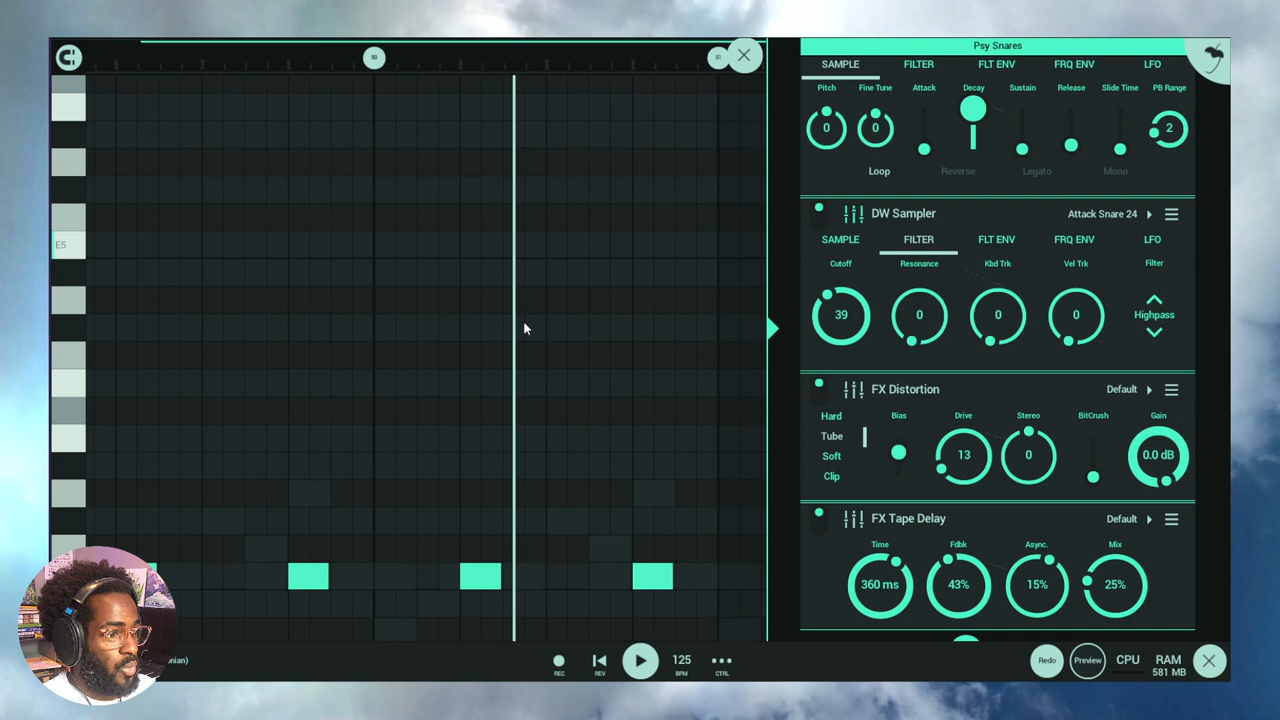 Psy Snares
SAMPLE FILTER FLT ENV FRQ ENV LFO
Pitch Fine Tune Attack Decay Sustain Release Slide Time PB Range
0 0 2
Loop Reverse Legato Mono
DW Sampler Attack Snare 24
SAMPLE FILTER FLT ENV FRQ ENV LFO
Cutoff Resonance Kbd Trk Vel Trk Filter
39 0 0 0 Highpass
FX Distortion Default
Hard Bias Drive Stereo BitCrush Gain
Tube
Soft 13 0 0.0 dB
Clip
FX Tape Delay Default
Time Fdbk Async. Mix
360 ms 43% 15% 25%
50 51
E5
nian)
REC REV 125 BPM CTRL
Redo Preview CPU RAM
581 MB